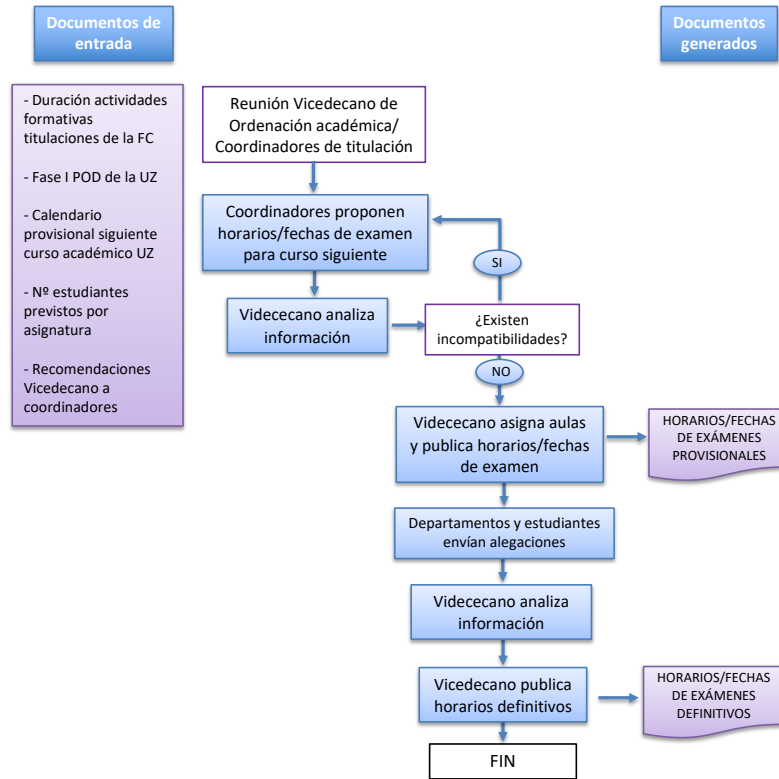 Documentos de
entrada
Documentos
generados
- Duración actividades
formativas
titulaciones de la FC
- Fase I POD de la UZ
- Calendario
provisional siguiente
curso académico UZ
- Nº estudiantes
previstos por
asignatura
- Recomendaciones
Vicedecano a
coordinadores
Reunión Vicedecano de
Ordenación académica/
Coordinadores de titulación
Coordinadores proponen
horarios/fechas de examen
para curso siguiente
SI
Vidececano analiza
información
¿Existen
incompatibilidades?
NO
Vidececano asigna aulas
y publica horarios/fechas
de examen
HORARIOS/FECHAS
DE EXÁMENES
PROVISIONALES
Departamentos y estudiantes
envían alegaciones
Vidececano analiza
información
Vicedecano publica
horarios definitivos
HORARIOS/FECHAS
DE EXÁMENES
DEFINITIVOS
FIN